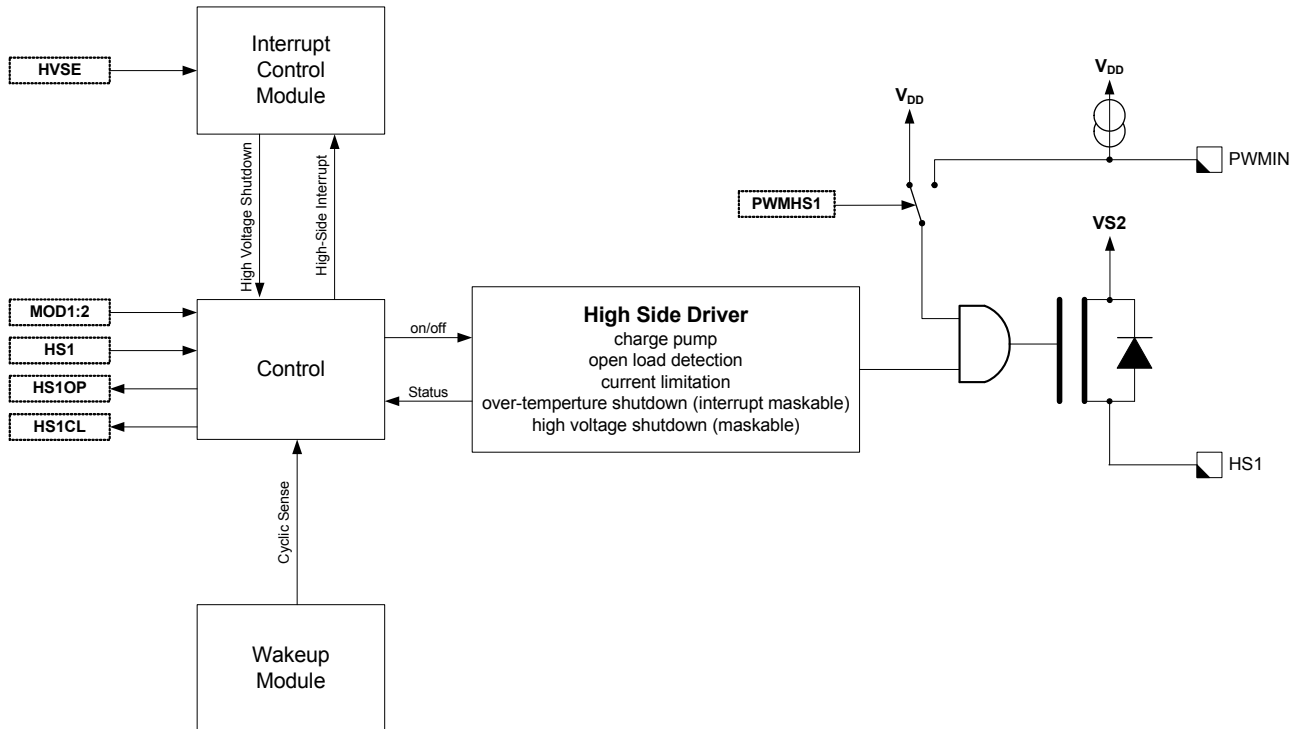 Interrupt
Control
Module
HVSE
High Voltage Shutdown
High-Side Interrupt
VDD
VDD
PWMIN
PWMHS1
VS2
MOD1:2
HS1
HS1OP
HS1CL
Control
on/off
Status
High Side Driver
charge pump
open load detection
current limitation
over-temperture shutdown (interrupt maskable)
high voltage shutdown (maskable)
HS1
Cyclic Sense
Wakeup
Module